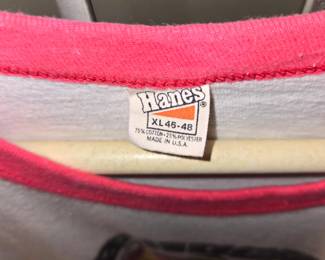 Hanes®
XL 46-48
75% COTTON-25% POLYESTER
MADE IN U.S.A.